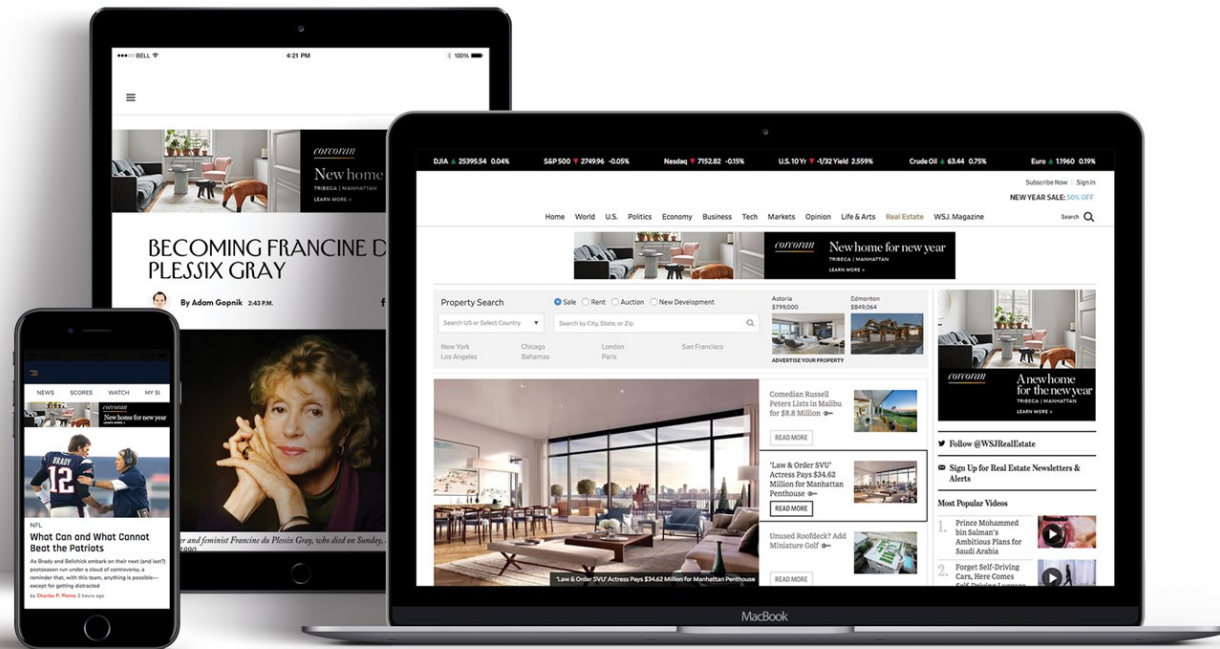 BELL
4:21 PM
100%
corcoran
New home
TRIBECA | MANHATTAN
LEARN MORE >
BECOMING FRANCINE D
PLESSIX GRAY
By Adam Gopnik 2:43 P.M.
f
er and feminist Francine du Plessix Gray, who died on Sunday,
1990.
NEWS SCORES WATCH MY SI
corcoran
New home for new year
LEARN MORE >
BRADY
12
NFL
What Can and What Cannot
Beat the Patriots
As Brady and Belichick embark on their next (and last?)
postseason run under a cloud of controversy, a
reminder that, with this team, anything is possible—
except for getting distracted
by Charles P. Pierce 2 hours ago
DJIA ▲ 25395.54 0.04% S&P 500 ▼ 2749.96 -0.05% Nasdaq ▼ 7152.82 -0.15% U.S. 10 Yr ▼ -1/32 Yield 2.559% Crude Oil ▲ 63.44 0.75% Euro ▲ 1.1960 0.19%
Subscribe Now | Sign In
NEW YEAR SALE: 50% OFF
Home World U.S. Politics Economy Business Tech Markets Opinion Life & Arts Real Estate WSJ. Magazine Search
corcoran
New home for new year
TRIBECA | MANHATTAN
LEARN MORE >
Property Search
Sale Rent Auction New Development
Search US or Select Country
Search by City, State, or Zip
New York Chicago London San Francisco
Los Angeles Bahamas Paris
Astoria
$799,000
Edmonton
$849,064
ADVERTISE YOUR PROPERTY
'Law & Order SVU' Actress Pays $34.62 Million for Manhattan Penthouse
Comedian Russell
Peters Lists in Malibu
for $8.8 Million
READ MORE
'Law & Order SVU'
Actress Pays $34.62
Million for Manhattan
Penthouse
READ MORE
Unused Roofdeck? Add
Miniature Golf
READ MORE
corcoran
A new home
for the new year
TRIBECA | MANHATTAN
LEARN MORE >
Follow @WSJRealEstate
Sign Up for Real Estate Newsletters &
Alerts
Most Popular Videos
1. Prince Mohammed
bin Salman's
Ambitious Plans for
Saudi Arabia
2. Forget Self-Driving
Cars, Here Comes
Self-Driving Luggage
MacBook